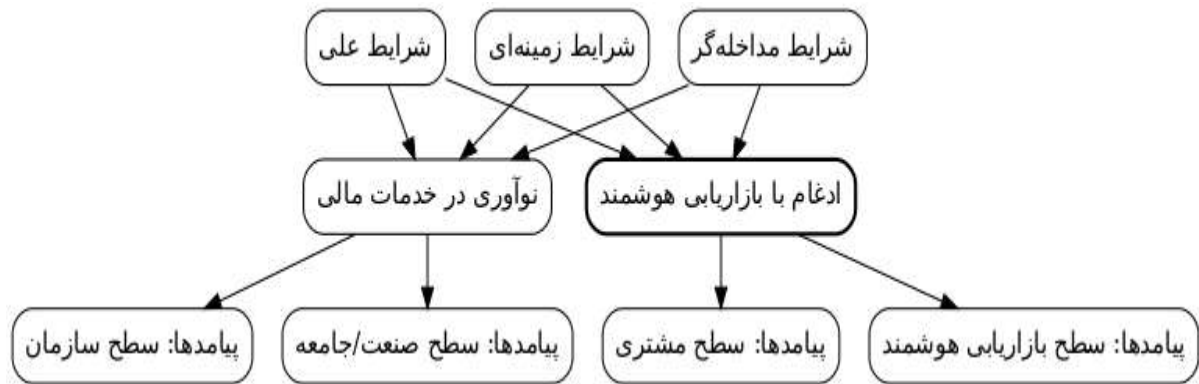 شرایط مداخله‌گر
شرایط زمینه‌ای
شرایط علی
ادغام با بازاریابی هوشمند
نوآوری در خدمات مالی
پیامدها: سطح بازاریابی هوشمند
پیامدها: سطح مشتری
پیامدها: سطح صنعت/جامعه
پیامدها: سطح سازمان